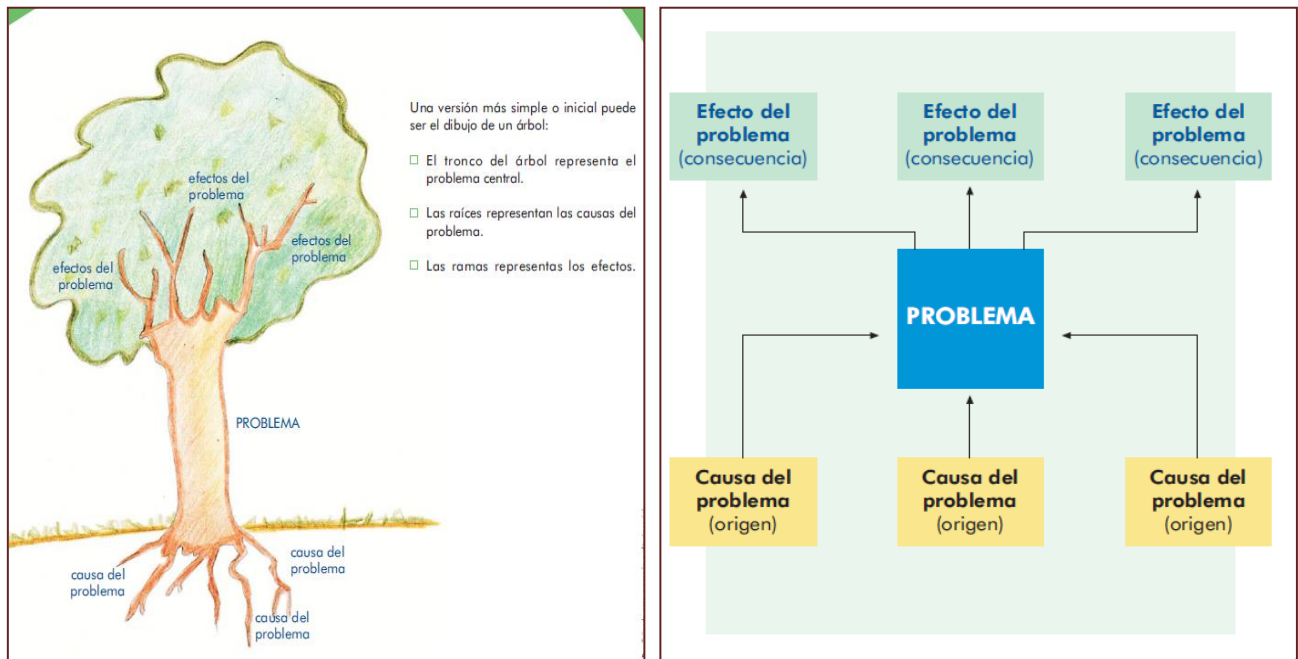 Una versión más simple o inicial puede
ser el dibujo de un árbol:
El tronco del árbol representa el
problema central.
Las raíces representan las causas del
problema.
Las ramas representas los efectos.
efectos del
problema
efectos del
problema
efectos del
problema
PROBLEMA
causa del
problema
causa del
problema
causa del
problema
Efecto del
problema
(consecuencia)
Efecto del
problema
(consecuencia)
Efecto del
problema
(consecuencia)
PROBLEMA
Causa del
problema
(origen)
Causa del
problema
(origen)
Causa del
problema
(origen)